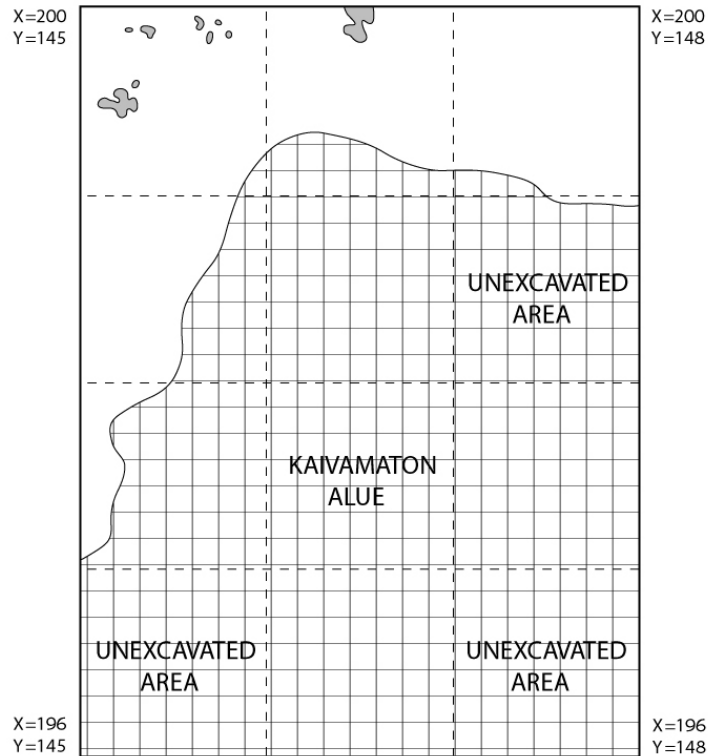 X=200
Y=145
X=200
Y=148
UNEXCAVATED
AREA
KAIVAMATON
ALUE
UNEXCAVATED
AREA
UNEXCAVATED
AREA
X=196
Y=145
X=196
Y=148